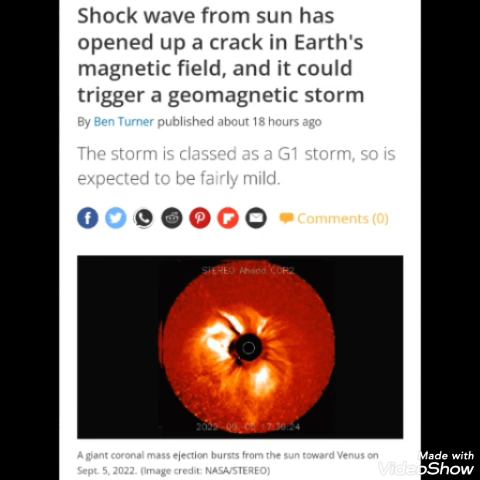 Shock wave from sun has
opened up a crack in Earth's
magnetic field, and it could
trigger a geomagnetic storm
By Ben Turner published about 18 hours ago
The storm is classed as a G1 storm, so is
expected to be fairly mild.
Comments (0)
STEREO Ahead COR2
A giant coronal mass ejection bursts from the sun toward Venus on
Sept. 5, 2022. (Image credit: NASA/STEREO)
Made with
VideoShow